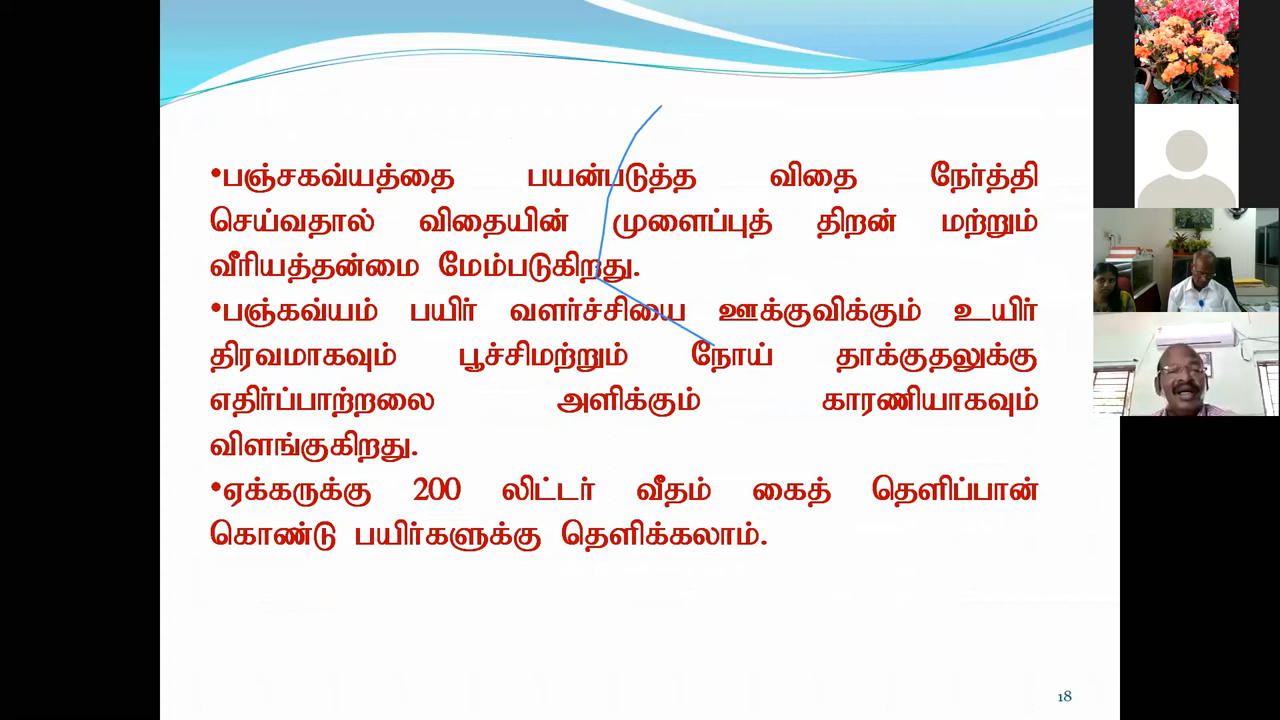 •பஞ்சகவ்யத்தை பயன்படுத்த விதை நேர்த்தி
செய்வதால் விதையின் முளைப்புத் திறன் மற்றும்
வீரியத்தன்மை மேம்படுகிறது.
•பஞ்கவ்யம் பயிர் வளர்ச்சியை ஊக்குவிக்கும் உயிர்
திரவமாகவும் பூச்சிமற்றும் நோய் தாக்குதலுக்கு
எதிர்ப்பாற்றலை அளிக்கும் காரணியாகவும்
விளங்குகிறது.
•ஏக்கருக்கு 200 லிட்டர் வீதம் கைத் தெளிப்பான்
கொண்டு பயிர்களுக்கு தெளிக்கலாம்.
18